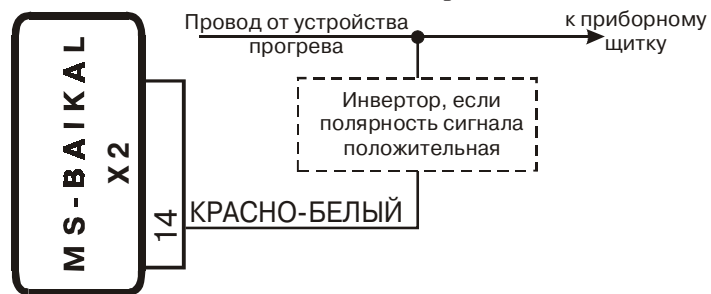 Провод от устройства
прогрева
к приборному
щитку
Инвертор, если
полярность сигнала
положительная
MS-BAIKAL
X2
14
КРАСНО-БЕЛЫЙ